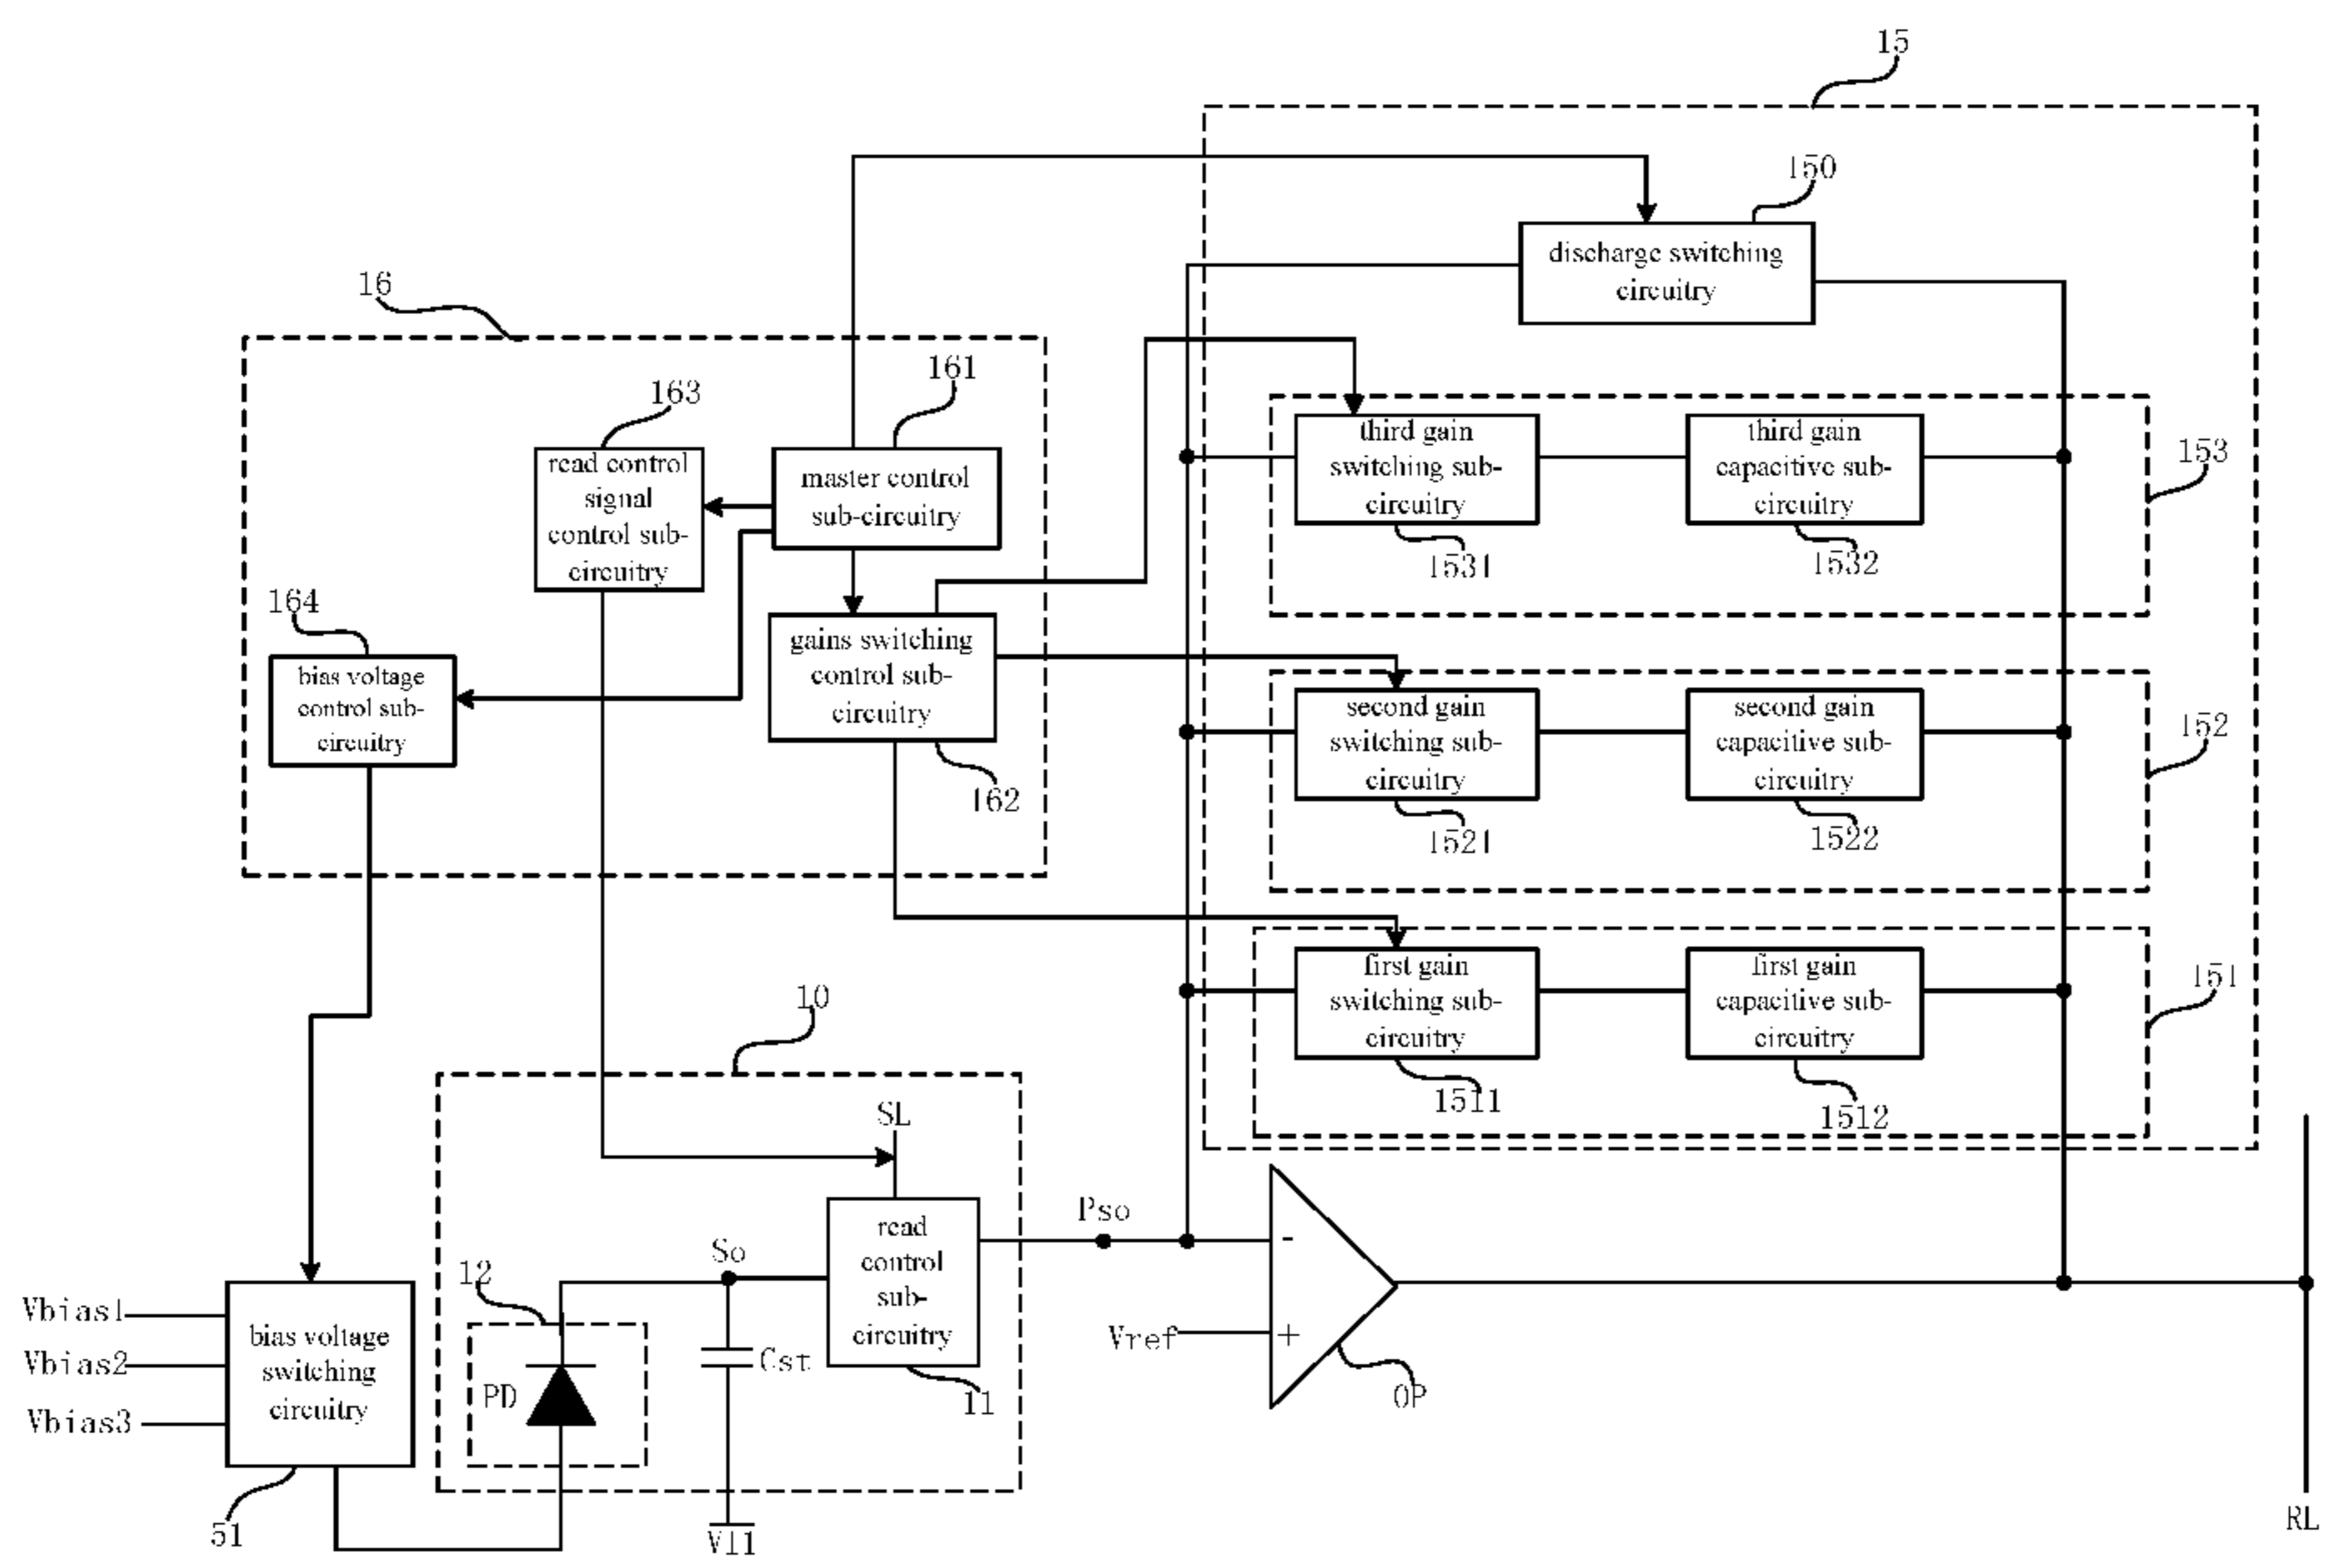 15
150
discharge switching
circuitry
16
161
163
read control
signal
control sub-
circuitry
master control
sub-circuitry
third gain
switching sub-
circuitry
third gain
capacitive sub-
circuitry
153
1531
1532
164
gains switching
control sub-
circuitry
bias voltage
control sub-
circuitry
162
second gain
switching sub-
circuitry
second gain
capacitive sub-
circuitry
152
1521
1522
first gain
switching sub-
circuitry
first gain
capacitive sub-
circuitry
151
1511
1512
10
SL
read
control
sub-
circuitry
Pso
So
12
-
Vref
+
Vbias1
Vbias2
Vbias3
bias voltage
switching
circuitry
PD
Cst
11
OP
51
VI1
RL